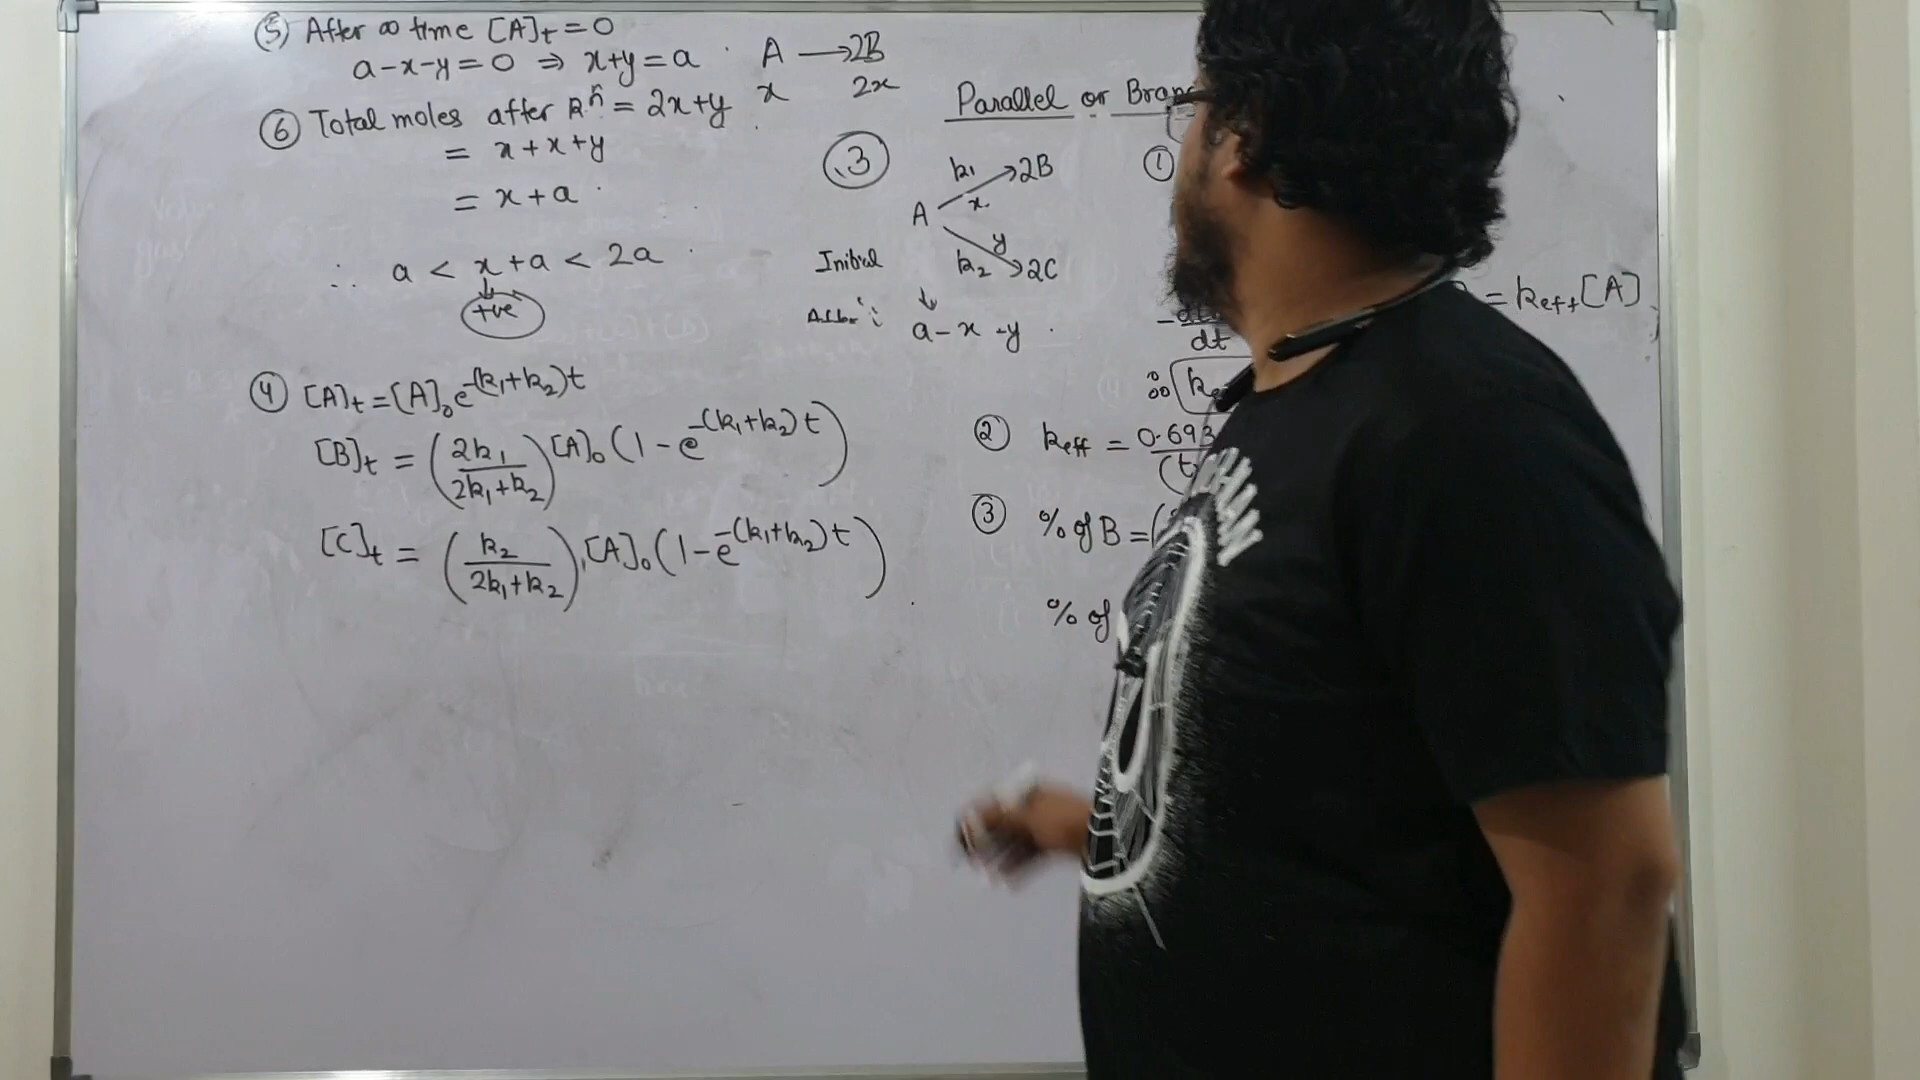 ⑤ After ∞ time [A]t = 0
a-x-y = 0 ⇒ x+y = a
⑥ Total moles after Rⁿ = 2x+y
= x+x+y
= x+a
∴ a < x+a < 2a
+ve
④ [A]t = [A]₀e^-(k₁+k₂)t
[B]t = (2k₁/2k₁+k₂)[A]₀(1-e^-(k₁+k₂)t)
[C]t = (k₂/2k₁+k₂).[A]₀(1-e^-(k₁+k₂)t)
A → 2B
x 2x
Parallel or
③
k₁ 2B
x
A
y
k₂ 2C
Initial
After :
a-x-y
①
= keff[A]
dt
② keff = 0.693
③ % of B = (
% of